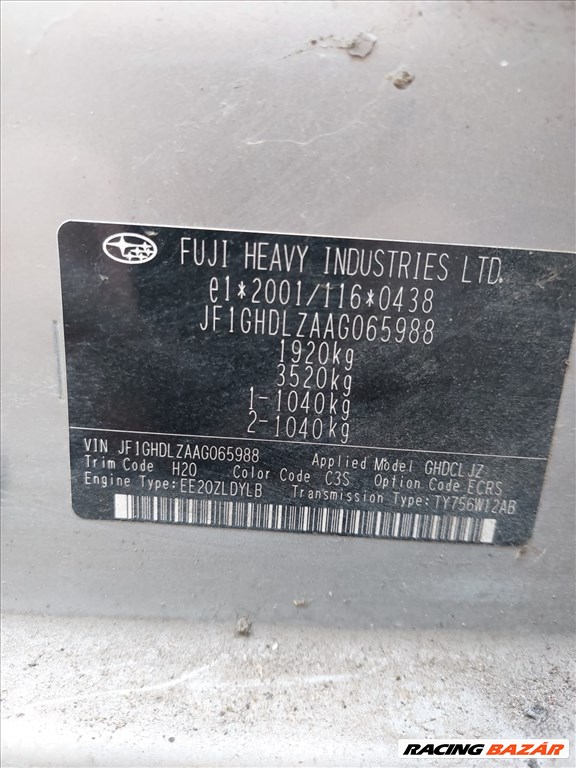 FUJI HEAVY INDUSTRIES LTD.
e1*2001/116*0438
JF1GHDLZAAG065988
1920kg
3520kg
1-1040kg
2-1040kg
VIN JF1GHDLZAAG065988 Applied Model GHDCLJZ
Trim Code H20 Color Code C3S Option Code ECRS
Engine Type:EE20ZLDYLB Transmission Type:TY756W12AB
RACING BAZÁR